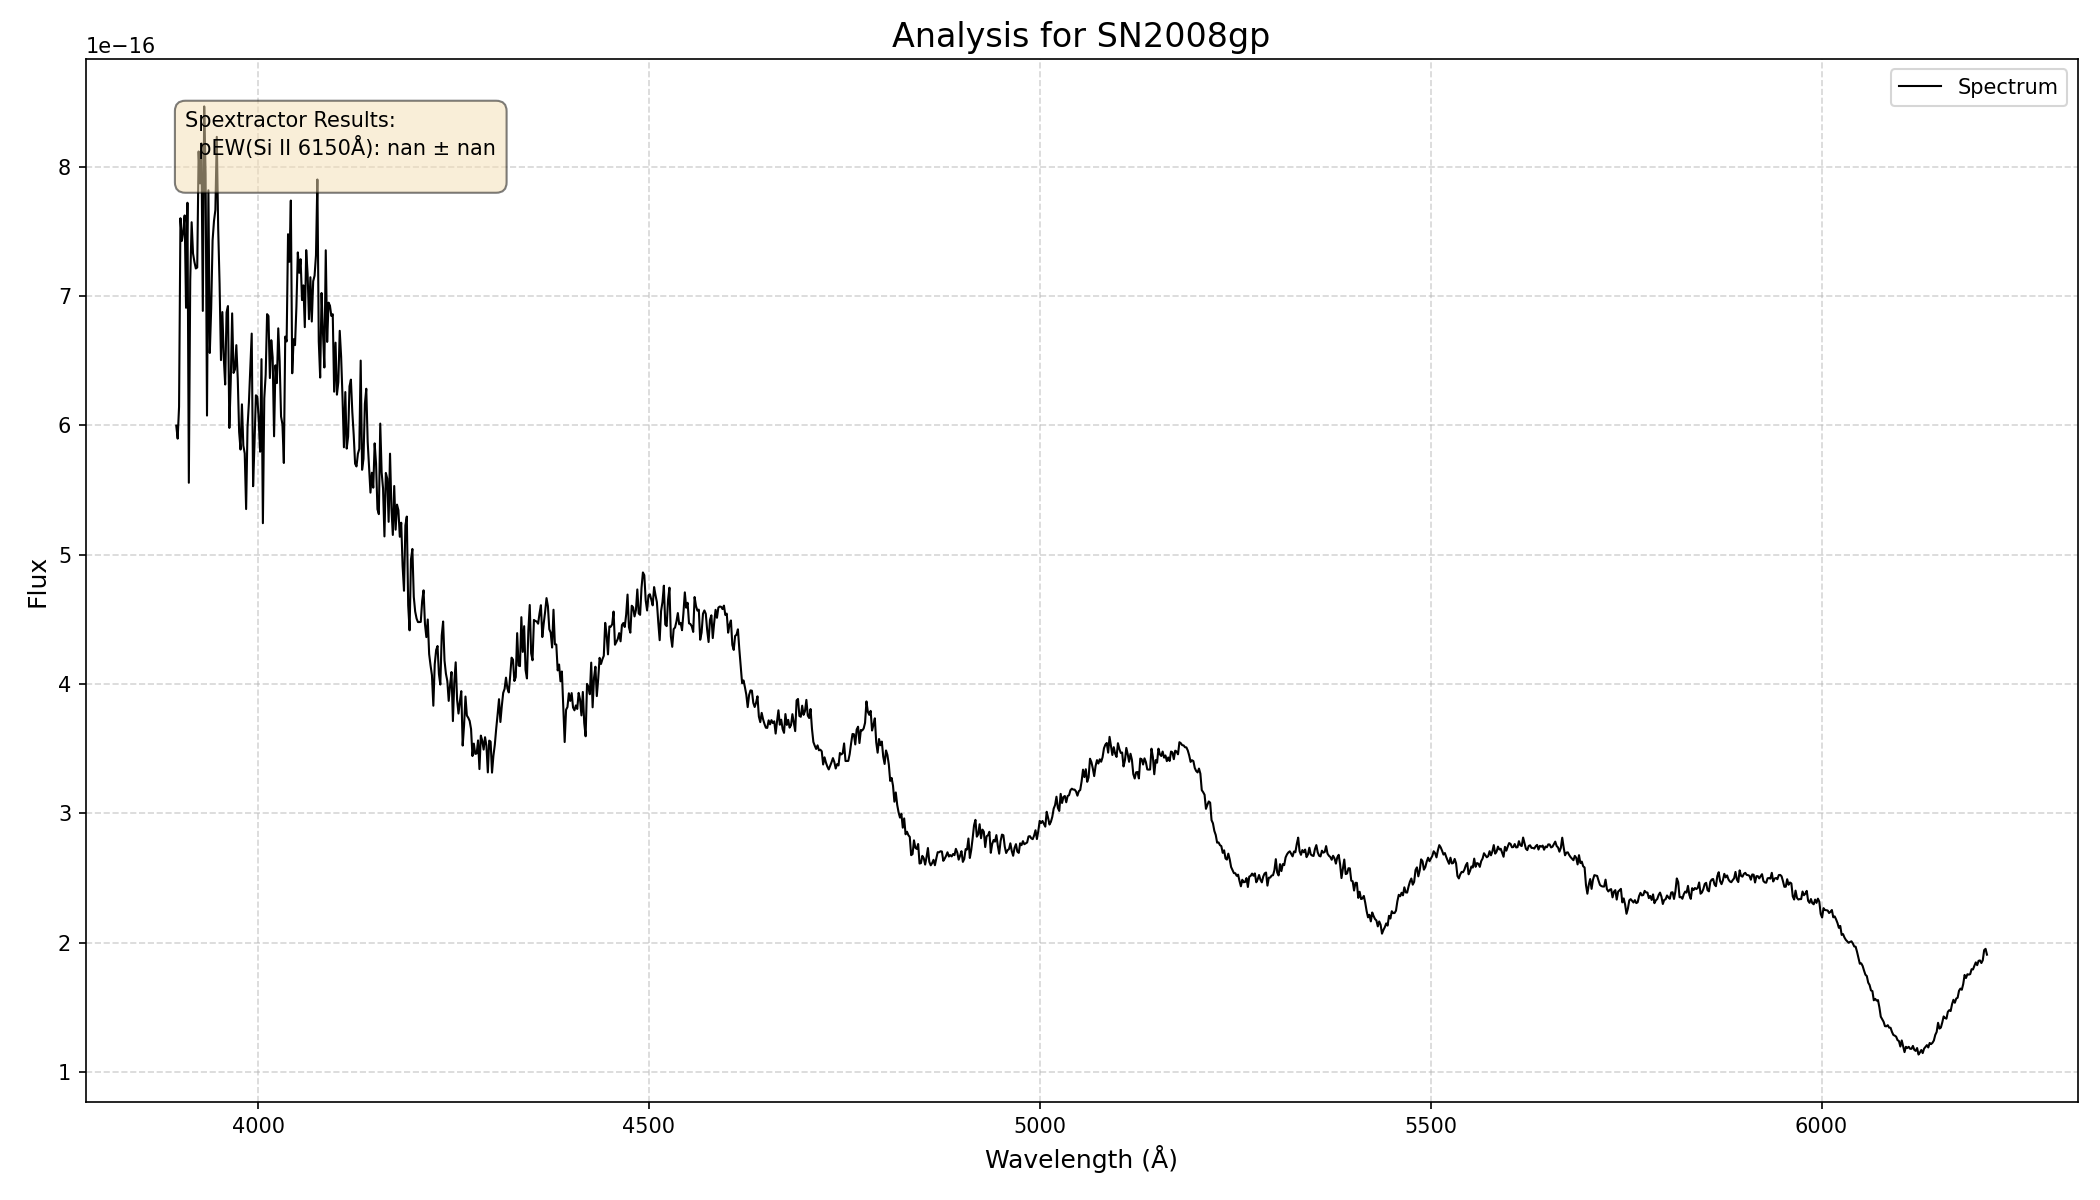 Analysis for SN2008gp
1e−16
Spectrum
Spextractor Results:
pEW(Si II 6150Å): nan ± nan
8
7
6
5
4
3
2
1
Flux
4000
4500
5000
5500
6000
Wavelength (Å)